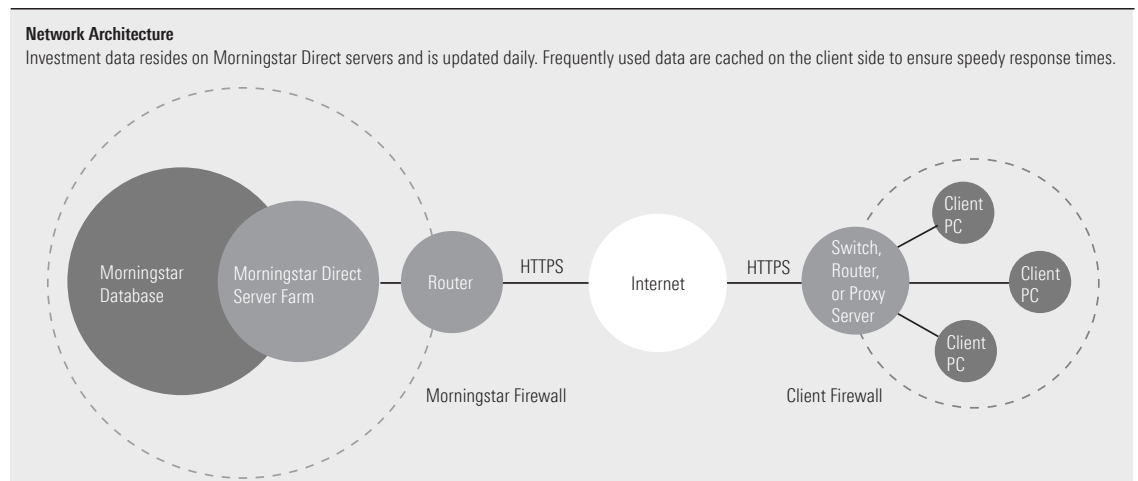 Network Architecture
Investment data resides on Morningstar Direct servers and is updated daily. Frequently used data are cached on the client side to ensure speedy response times.
Morningstar
Database
Morningstar Direct
Server Farm
Router
HTTPS
Internet
HTTPS
Switch,
Router,
or Proxy
Server
Client
PC
Client
PC
Client
PC
Morningstar Firewall
Client Firewall